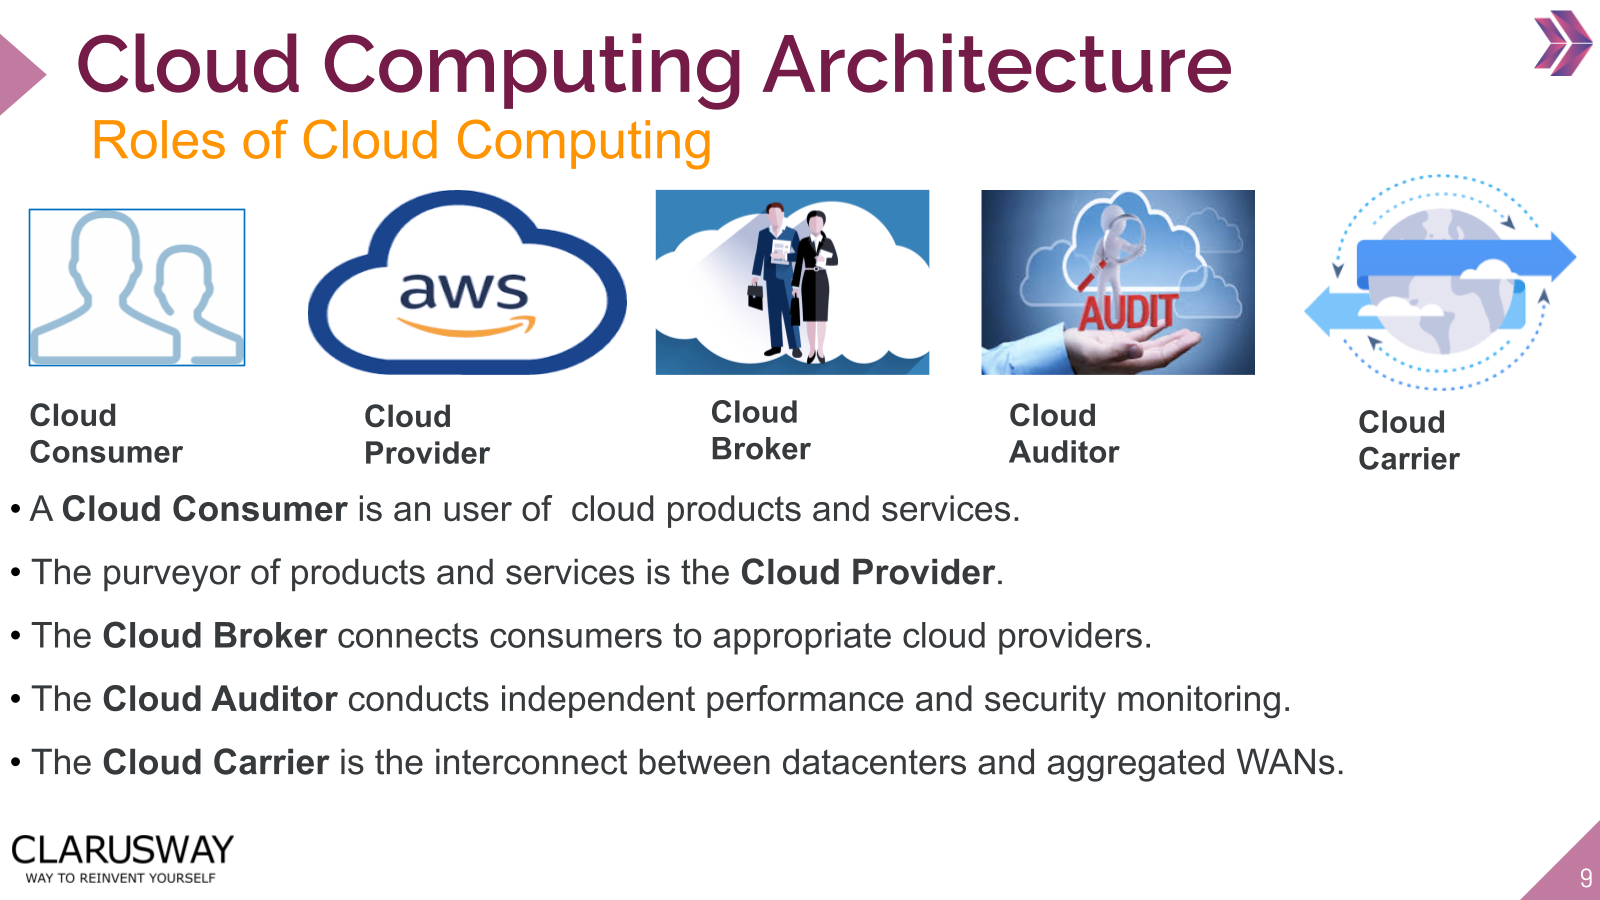 Cloud Computing Architecture
Roles of Cloud Computing
aws
AUDIT
Cloud
Consumer
Cloud
Provider
Cloud
Broker
Cloud
Auditor
Cloud
Carrier
• A Cloud Consumer is an user of  cloud products and services.
• The purveyor of products and services is the Cloud Provider.
• The Cloud Broker connects consumers to appropriate cloud providers.
• The Cloud Auditor conducts independent performance and security monitoring.
• The Cloud Carrier is the interconnect between datacenters and aggregated WANs.
CLARUSWAY
WAY TO REINVENT YOURSELF
9